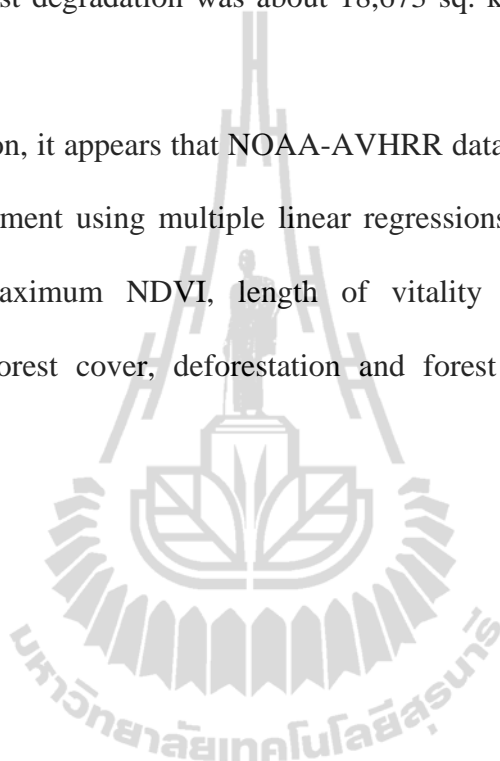 st degradation was about 18,673 sq. k
on, it appears that NOAA-AVHRR data
ment using multiple linear regressions
aximum NDVI, length of vitality
orest cover, deforestation and forest
มหาวิทยาลัยเทคโนโลยีสุรนารี